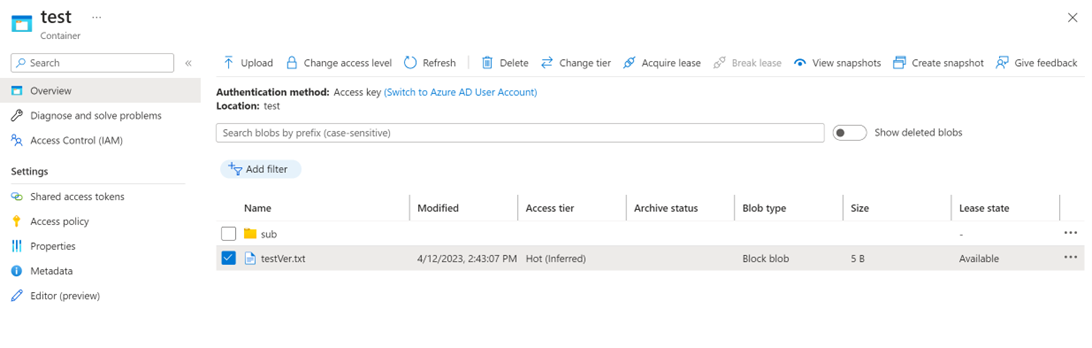 test ...
Container
Search «
Overview
Diagnose and solve problems
Access Control (IAM)
Settings
Shared access tokens
Access policy
Properties
Metadata
Editor (preview)
Upload Change access level Refresh Delete Change tier Acquire lease Break lease View snapshots Create snapshot Give feedback
Authentication method: Access key (Switch to Azure AD User Account)
Location: test
Search blobs by prefix (case-sensitive) Show deleted blobs
Add filter
Name Modified Access tier Archive status Blob type Size Lease state
sub - ...
testVer.txt 4/12/2023, 2:43:07 PM Hot (Inferred) Block blob 5 B Available ...